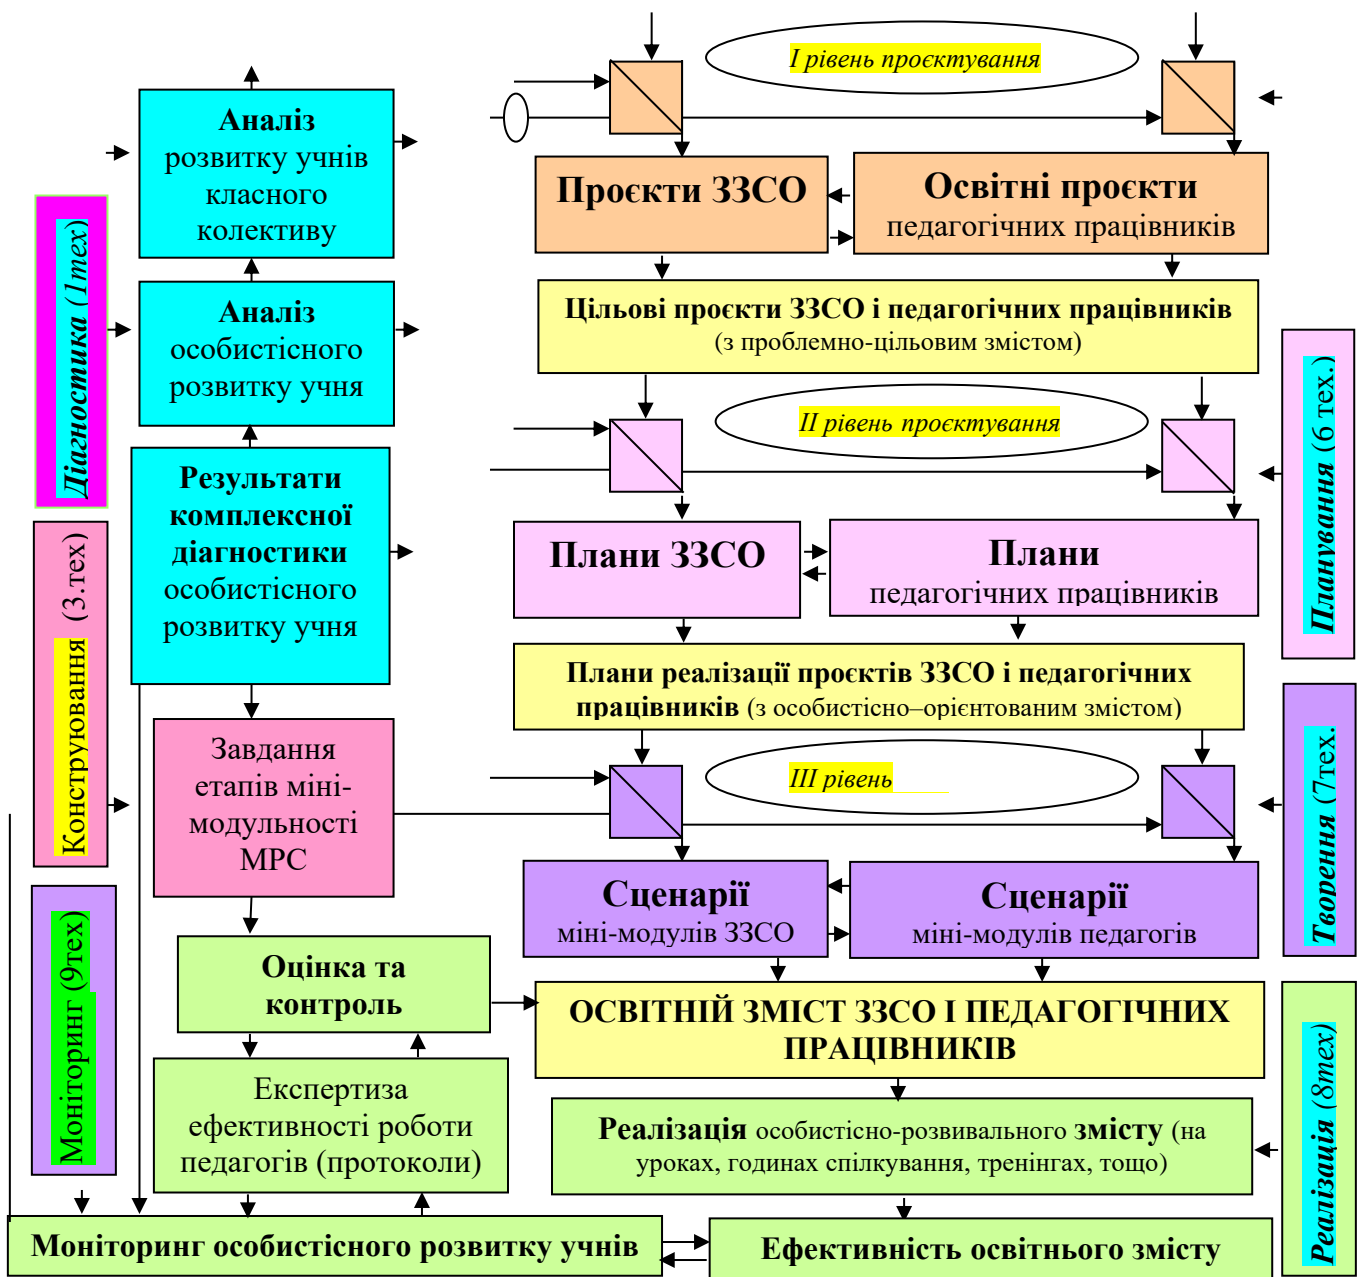 Діагностика (1тех)
Конструювання (3.тех)
Моніторинг (9тех)
Аналіз
розвитку учнів
класного
колективу
Аналіз
особистісного
розвитку учня
Результати
комплексної
діагностики
особистісного
розвитку учня
Завдання
етапів міні-
модульності
МРС
Оцінка та
контроль
Експертиза
ефективності роботи
педагогів (протоколи)
Моніторинг особистісного розвитку учнів
І рівень проєктування
Проєкти ЗЗСО
Освітні проєкти
педагогічних працівників
Цільові проєкти ЗЗСО і педагогічних працівників
(з проблемно-цільовим змістом)
ІІ рівень проєктування
Плани ЗЗСО
Плани
педагогічних працівників
Плани реалізації проєктів ЗЗСО і педагогічних
працівників (з особистісно–орієнтованим змістом)
ІІІ рівень
Сценарії
міні-модулів ЗЗСО
Сценарії
міні-модулів педагогів
ОСВІТНІЙ ЗМІСТ ЗЗСО І ПЕДАГОГІЧНИХ
ПРАЦІВНИКІВ
Реалізація особистісно-розвивального змісту (на
уроках, годинах спілкування, тренінгах, тощо)
Ефективність освітнього змісту
Планування (6 тех.)
Творення (7тех.
Реалізація (8тех)